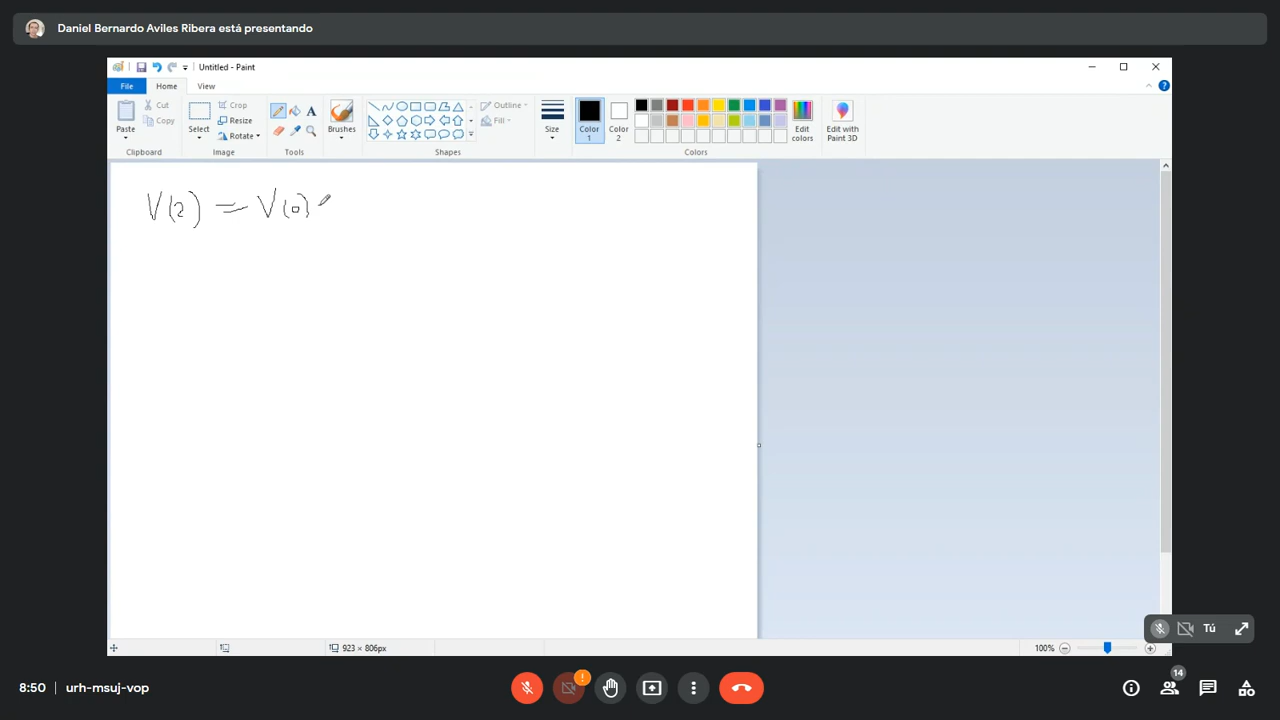 Daniel Bernardo Aviles Ribera está presentando
Untitled - Paint
File Home View
Cut
Copy
Paste
Clipboard
Crop
Resize
Rotate
Select
Image
A
Tools
Brushes
Outline
Fill
Shapes
Size
Color 1
Color 2
Edit colors
Edit with Paint 3D
Colors
V(2) = V(0)
923 × 806px
100%
Tú
8:50 urh-msuj-vop
14